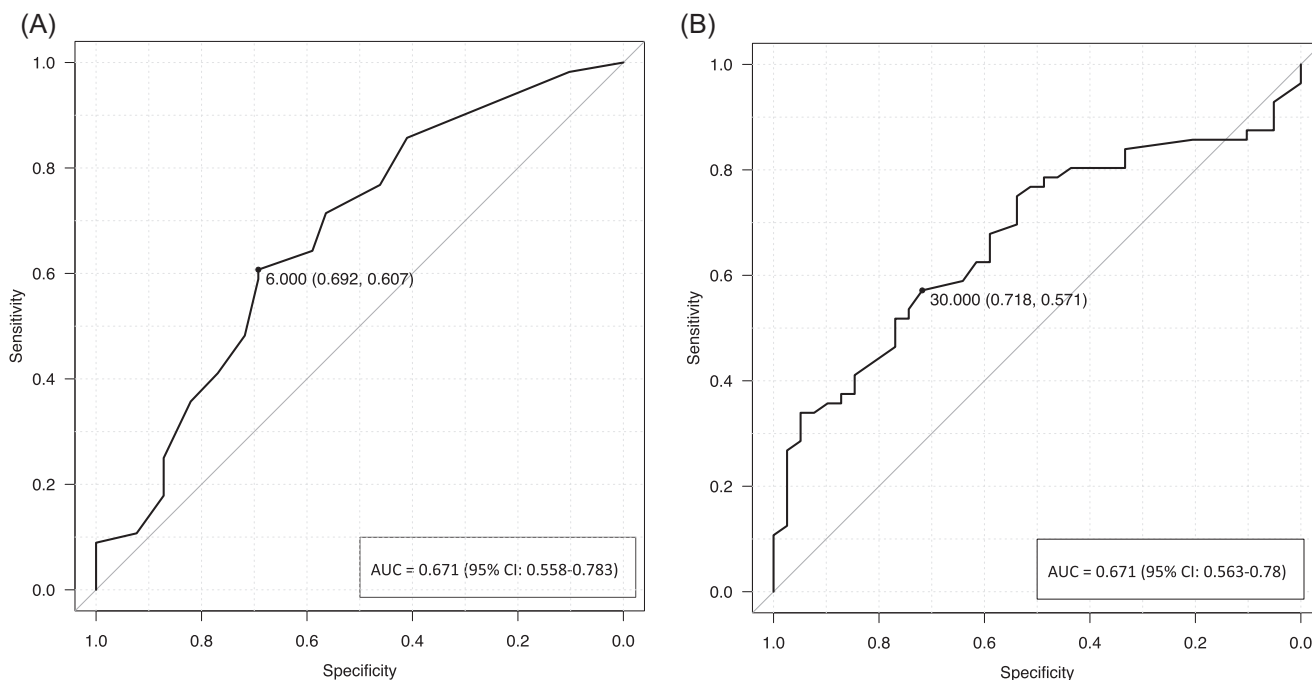 (A)
1.0
0.8
0.6
0.4
0.2
0.0
Sensitivity
6.000 (0.692, 0.607)
AUC = 0.671 (95% CI: 0.558-0.783)
1.0 0.8 0.6 0.4 0.2 0.0
Specificity
(B)
1.0
0.8
0.6
0.4
0.2
0.0
Sensitivity
30.000 (0.718, 0.571)
AUC = 0.671 (95% CI: 0.563-0.78)
1.0 0.8 0.6 0.4 0.2 0.0
Specificity